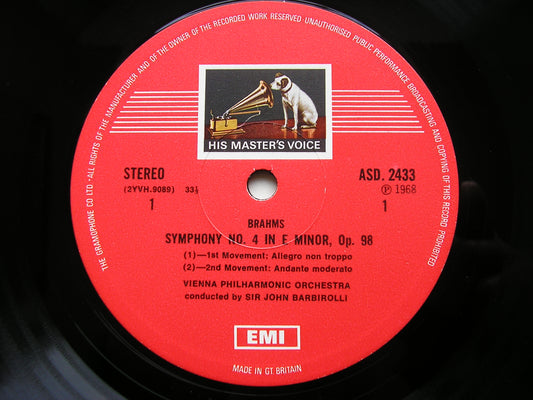 THE GRAMOPHONE CO LTD · ALL RIGHTS OF THE MANUFACTURER AND OF THE OWNER OF THE RECORDED WORK RESERVED · UNAUTHORISED PUBLIC PERFORMANCE BROADCASTING AND COPYING OF THIS RECORD PROHIBITED
HIS MASTER'S VOICE
STEREO ASD. 2433
(2YVH.9089) 33⅓ Ⓟ 1968
1 1
BRAHMS
SYMPHONY NO. 4 IN E MINOR, Op. 98
(1)—1st Movement: Allegro non troppo
(2)—2nd Movement: Andante moderato
VIENNA PHILHARMONIC ORCHESTRA
conducted by SIR JOHN BARBIROLLI
EMI
MADE IN GT. BRITAIN